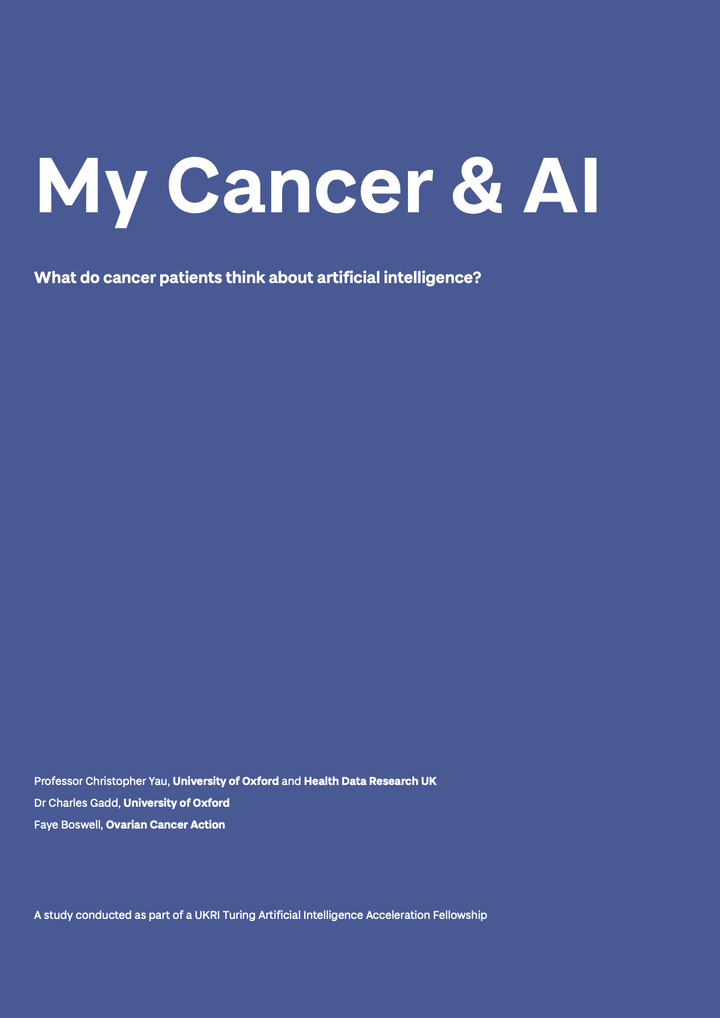 My Cancer & AI
What do cancer patients think about artificial intelligence?
Professor Christopher Yau, University of Oxford and Health Data Research UK
Dr Charles Gadd, University of Oxford
Faye Boswell, Ovarian Cancer Action
A study conducted as part of a UKRI Turing Artificial Intelligence Acceleration Fellowship